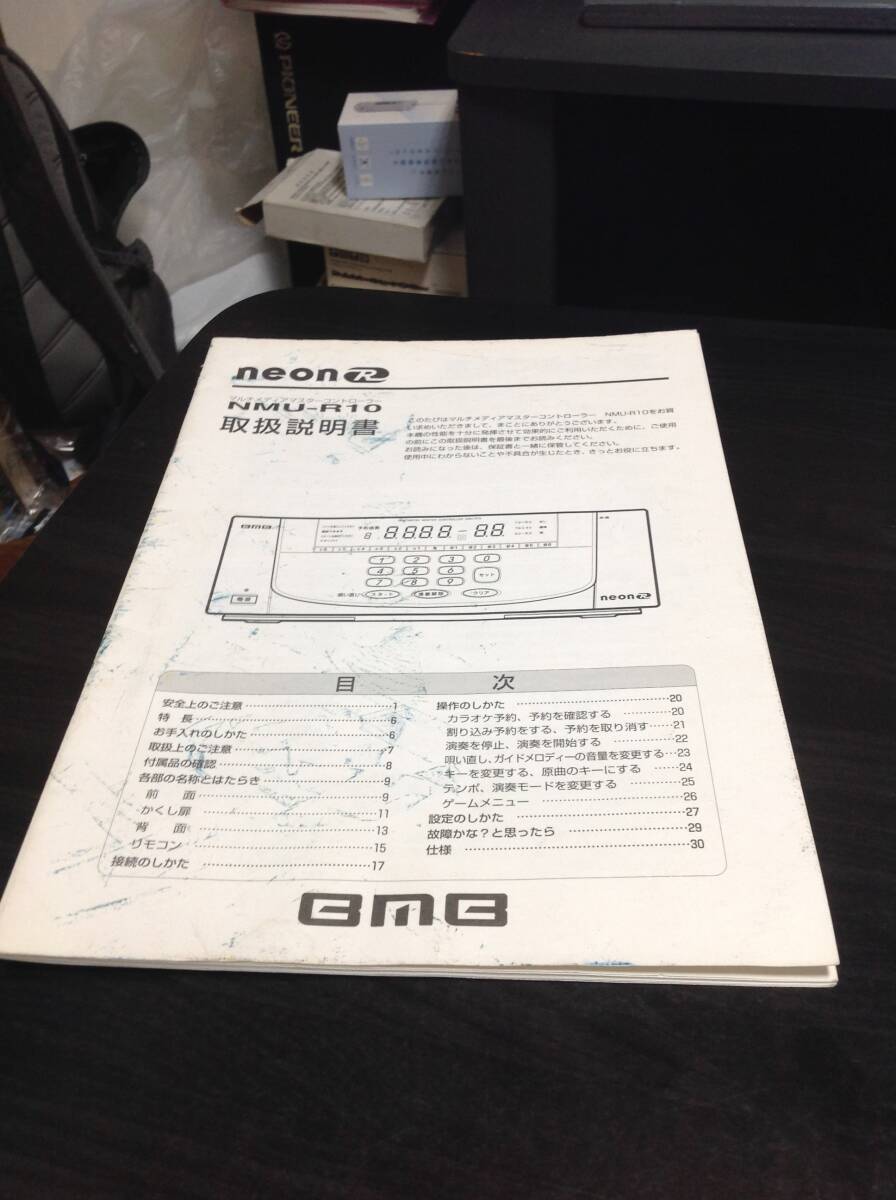 PIONEER
neon R
マルチメディアマスターコントローラー
NMU-R10
取扱説明書
このたびはマルチメディアマスターコントローラー NMU-R10をお買
い求めいただきまして、まことにありがとうございます。
本機の性能を十分に発揮させて効果的にご利用いただくために、ご使用
の前にこの取扱説明書を最後までお読みください。
お読みになった後は、保証書と一緒に保管してください。
使用中にわからないことや不具合が生じたとき、きっとお役に立ちます。
BMB
予約曲数
8 8.8.8.8. - 8.8.
1 2 3 0
4 5 6 セット
7 8 9
唄い直し スタート 演奏開始 クリア
neon R
目 次
安全上のご注意 1
特 長 6
お手入れのしかた 6
取扱上のご注意 7
付属品の確認 8
各部の名称とはたらき 9
前 面 9
かくし扉 11
背 面 13
リモコン 15
接続のしかた 17
操作のしかた 20
カラオケ予約、予約を確認する 20
割り込み予約をする、予約を取り消す 21
演奏を停止、演奏を開始する 22
唄い直し、ガイドメロディーの音量を変更する 23
キーを変更する、原曲のキーにする 24
テンポ、演奏モードを変更する 25
ゲームメニュー 26
設定のしかた 27
故障かな?と思ったら 29
仕様 30
BMB